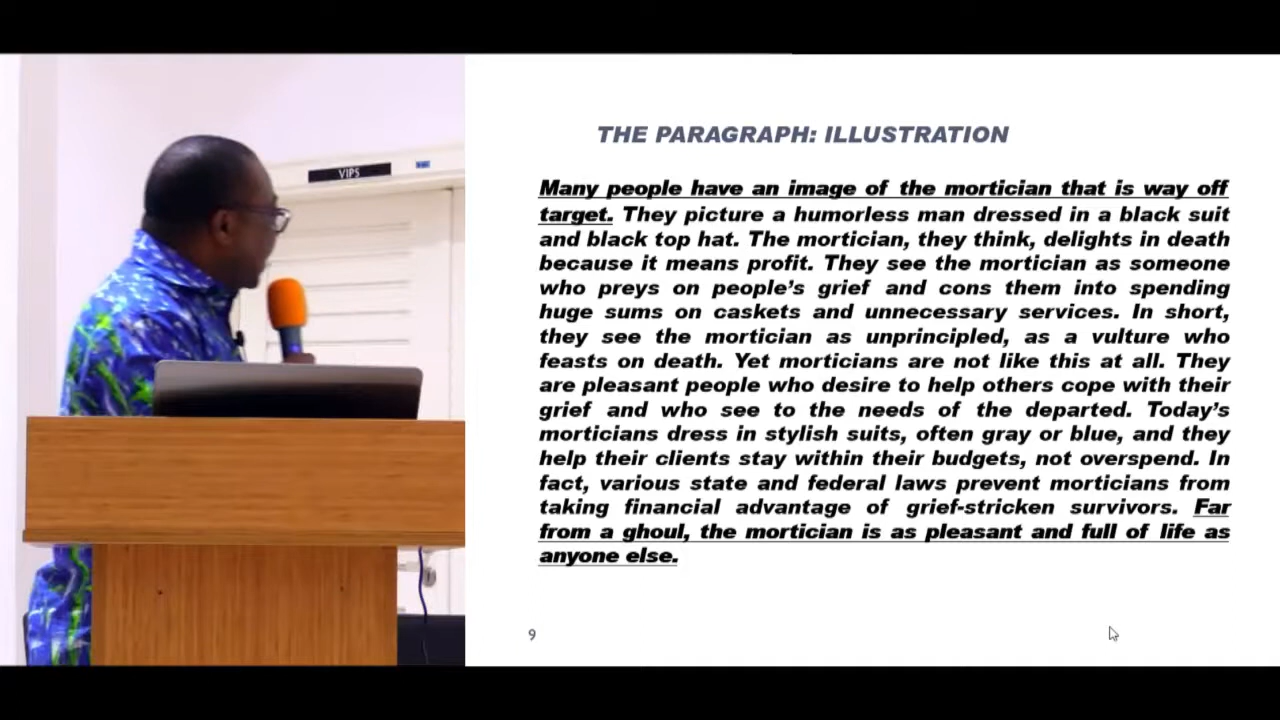 VIPS
THE PARAGRAPH: ILLUSTRATION
Many people have an image of the mortician that is way off
target. They picture a humorless man dressed in a black suit
and black top hat. The mortician, they think, delights in death
because it means profit. They see the mortician as someone
who preys on people’s grief and cons them into spending
huge sums on caskets and unnecessary services. In short,
they see the mortician as unprincipled, as a vulture who
feasts on death. Yet morticians are not like this at all. They
are pleasant people who desire to help others cope with their
grief and who see to the needs of the departed. Today’s
morticians dress in stylish suits, often gray or blue, and they
help their clients stay within their budgets, not overspend. In
fact, various state and federal laws prevent morticians from
taking financial advantage of grief-stricken survivors. Far
from a ghoul, the mortician is as pleasant and full of life as
anyone else.
9